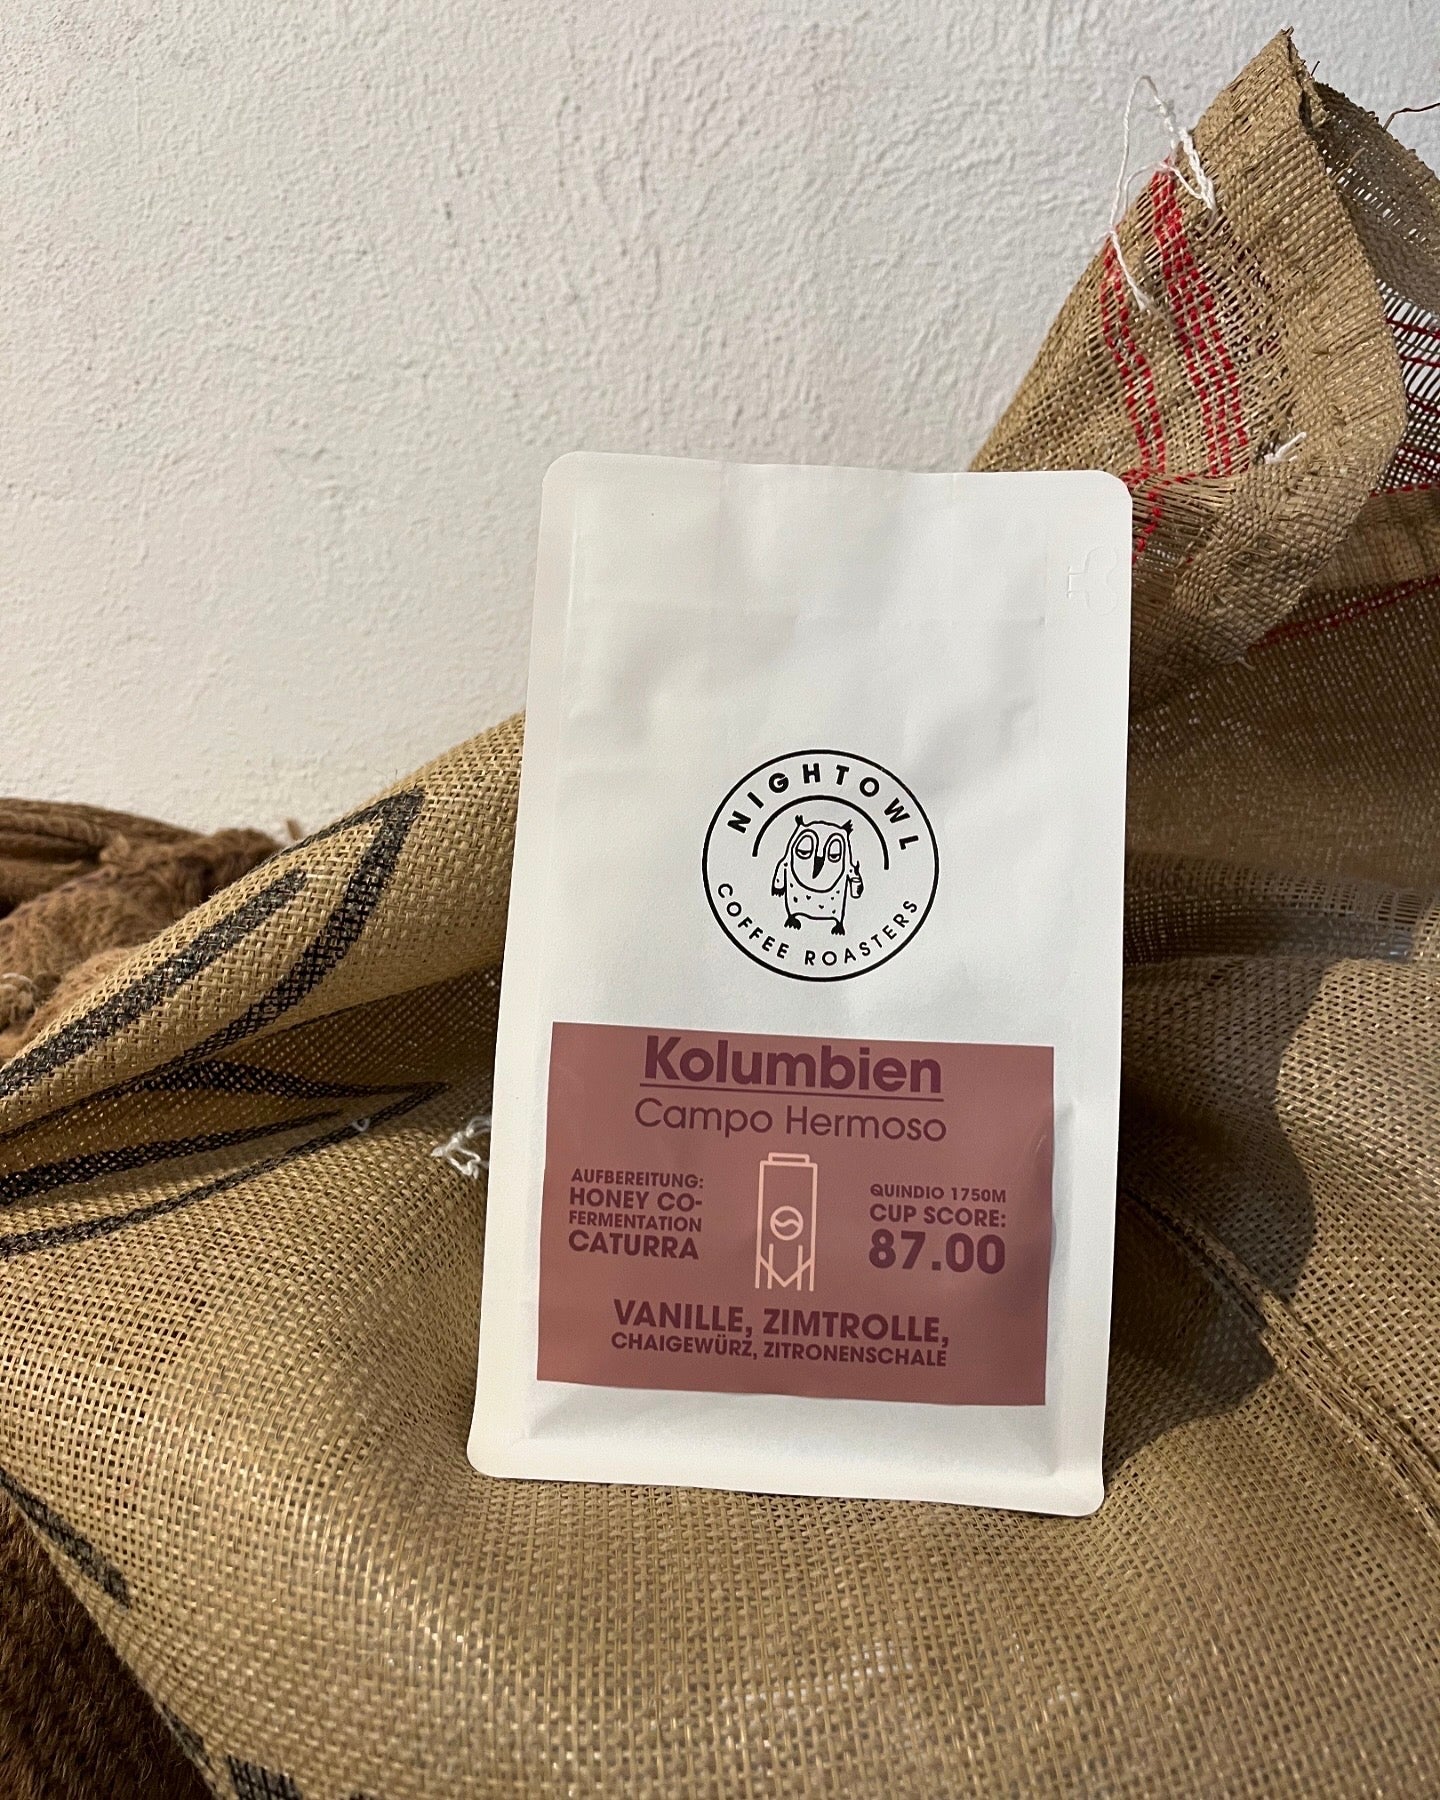 NIGHTOWL
COFFEE ROASTERS
Kolumbien
Campo Hermoso
AUFBEREITUNG:
HONEY CO-
FERMENTATION
CATURRA
QUINDIO 1750M
CUP SCORE:
87.00
VANILLE, ZIMTROLLE,
CHAIGEWÜRZ, ZITRONENSCHALE